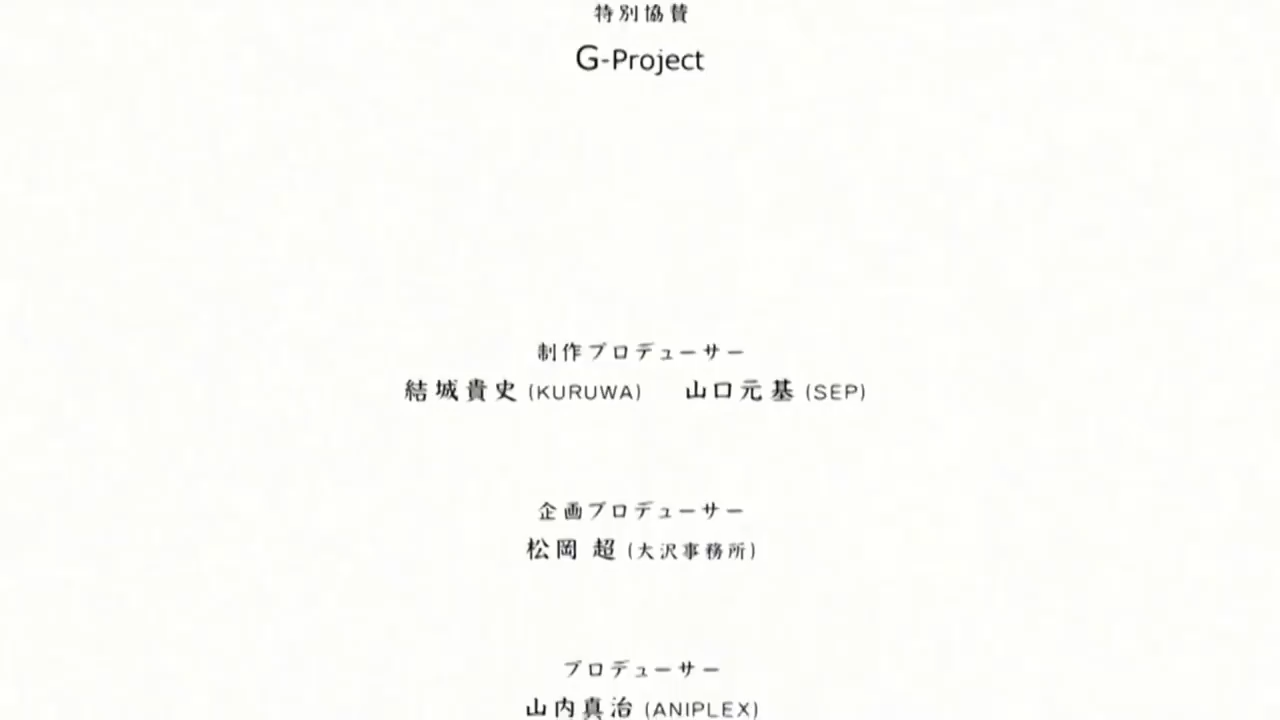 特別協賛
G-Project
制作プロデューサー
結城貴史 (KURUWA) 山口元基 (SEP)
企画プロデューサー
松岡 超 (大沢事務所)
プロデューサー
山内真治 (ANIPLEX)